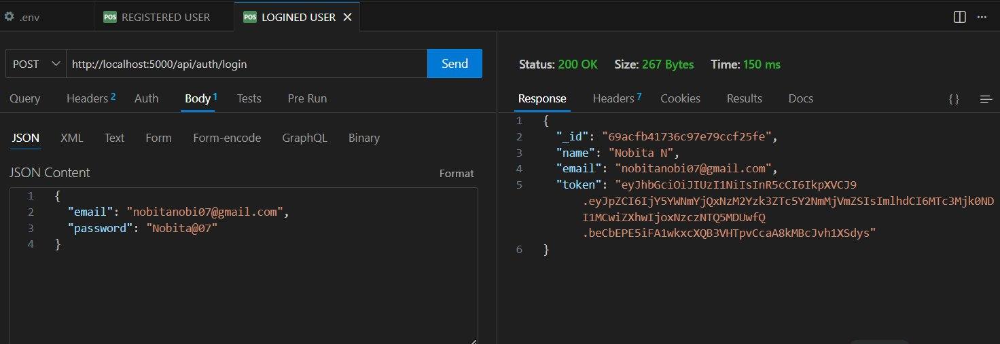 .env
POS REGISTERED USER
POS LOGINED USER
POST http://localhost:5000/api/auth/login Send
Query Headers 2 Auth Body 1 Tests Pre Run
JSON XML Text Form Form-encode GraphQL Binary
JSON Content Format
1 {
2 "email": "nobitanobi07@gmail.com",
3 "password": "Nobita@07"
4 }
Status: 200 OK Size: 267 Bytes Time: 150 ms
Response Headers 7 Cookies Results Docs {}
1 {
2 "_id": "69acfb41736c97e79ccf25fe",
3 "name": "Nobita N",
4 "email": "nobitanobi07@gmail.com",
5 "token": "eyJhbGciOiJIUzI1NiIsInR5cCI6IkpXVCJ9
.eyJpZCI6IjY5YWNmYjQxNzM2Yzk3ZTc5Y2NmMjVmZSIsImlhdCI6MTc3Mjk0ND
I1MCwiZXhwIjoxNzczNTQ5MDUwfQ
.beCbEPE5iFA1wkxcXQB3VHTpvCcaA8kMBcJvh1XSdys"
6 }